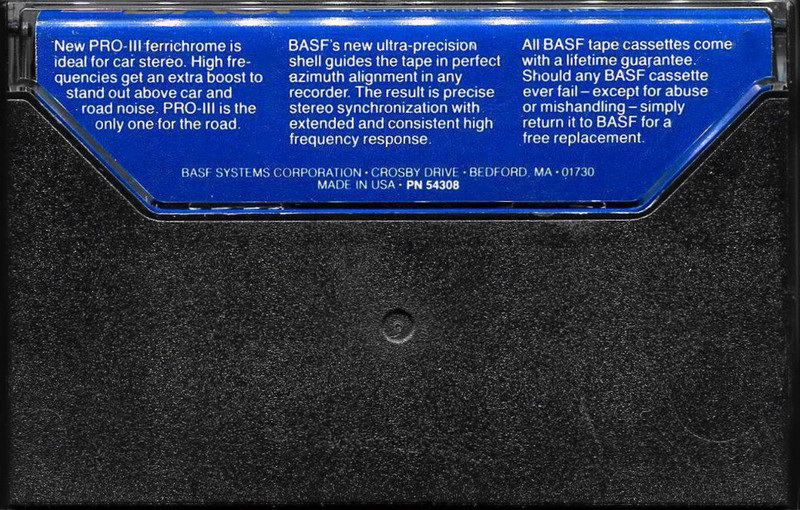 New PRO-III ferrichrome is
ideal for car stereo. High fre-
quencies get an extra boost to
stand out above car and
road noise. PRO-III is the
only one for the road.
BASF's new ultra-precision
shell guides the tape in perfect
azimuth alignment in any
recorder. The result is precise
stereo synchronization with
extended and consistent high
frequency response.
All BASF tape cassettes come
with a lifetime guarantee.
Should any BASF cassette
ever fail – except for abuse
or mishandling – simply
return it to BASF for a
free replacement.
BASF SYSTEMS CORPORATION • CROSBY DRIVE • BEDFORD, MA • 01730
MADE IN USA • PN 54308